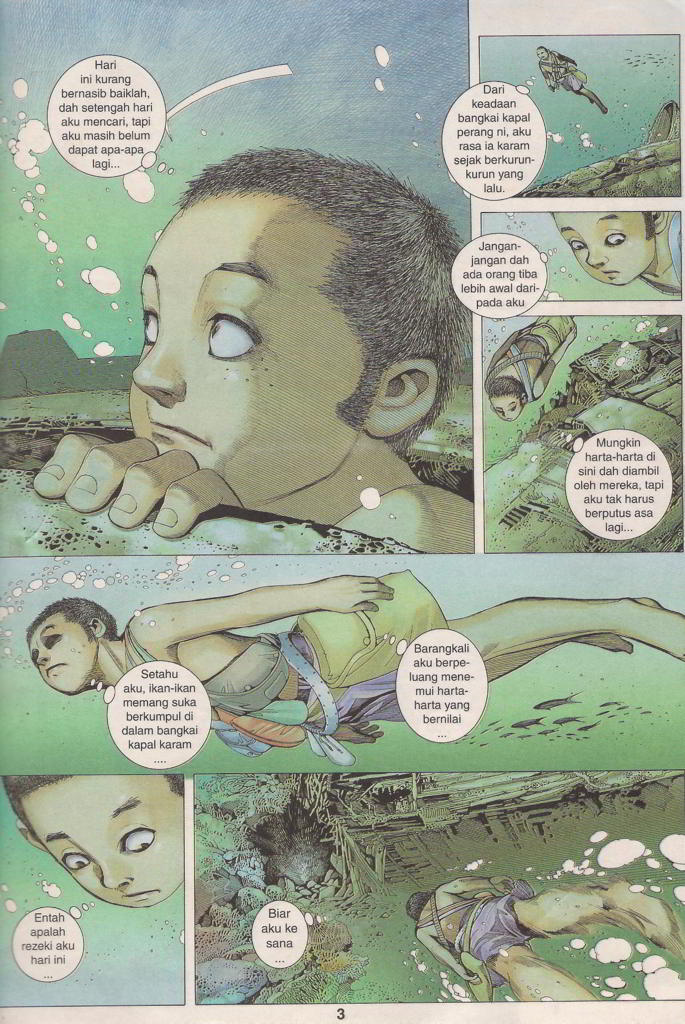 Hari
ini kurang
bernasib baiklah,
dah setengah hari
aku mencari, tapi
aku masih belum
dapat apa-apa
lagi...
Dari
keadaan
bangkai kapal
perang ni, aku
rasa ia karam
sejak berkurun-
kurun yang
lalu.
Jangan-
jangan dah
ada orang tiba
lebih awal dari-
pada aku
Mungkin
harta-harta di
sini dah diambil
oleh mereka, tapi
aku tak harus
berputus asa
lagi...
Setahu
aku, ikan-ikan
memang suka
berkumpul di
dalam bangkai
kapal karam
....
Barangkali
aku berpe-
luang mene-
mui harta-
harta yang
bernilai
...
Entah
apalah
rezeki aku
hari ini
...
Biar
aku ke
sana
...
3